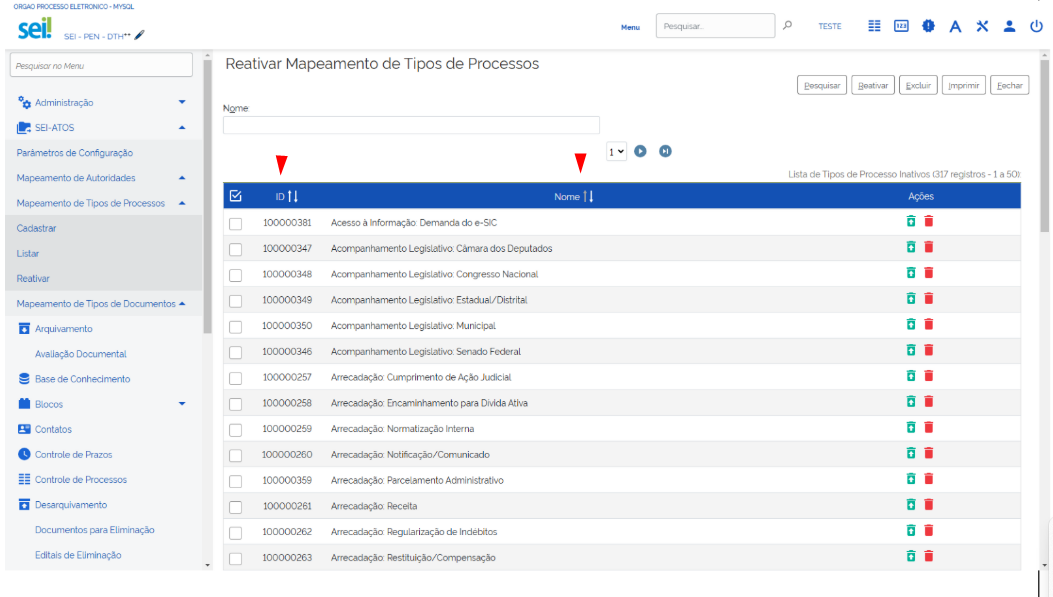 ORGAO PROCESSO ELETRONICO - MYSQL
sei!
SEI - PEN - DTH**
Menu
Pesquisar...
TESTE
123
A
Pesquisar no Menu
Administração
SEI-ATOS
Parâmetros de Configuração
Mapeamento de Autoridades
Mapeamento de Tipos de Processos
Cadastrar
Listar
Reativar
Mapeamento de Tipos de Documentos
Arquivamento
Avaliação Documental
Base de Conhecimento
Blocos
Contatos
Controle de Prazos
Controle de Processos
Desarquivamento
Documentos para Eliminação
Editais de Eliminação
Reativar Mapeamento de Tipos de Processos
Pesquisar Reativar Excluir Imprimir Fechar
Nome:
1
Lista de Tipos de Processo Inativos (317 registros - 1 a 50):
ID Nome Ações
100000381 Acesso à Informação: Demanda do e-SIC
100000347 Acompanhamento Legislativo: Câmara dos Deputados
100000348 Acompanhamento Legislativo: Congresso Nacional
100000349 Acompanhamento Legislativo: Estadual/Distrital
100000350 Acompanhamento Legislativo: Municipal
100000346 Acompanhamento Legislativo: Senado Federal
100000257 Arrecadação: Cumprimento de Ação Judicial
100000258 Arrecadação: Encaminhamento para Dívida Ativa
100000259 Arrecadação: Normatização Interna
100000260 Arrecadação: Notificação/Comunicado
100000359 Arrecadação: Parcelamento Administrativo
100000261 Arrecadação: Receita
100000262 Arrecadação: Regularização de Indébitos
100000263 Arrecadação: Restituição/Compensação